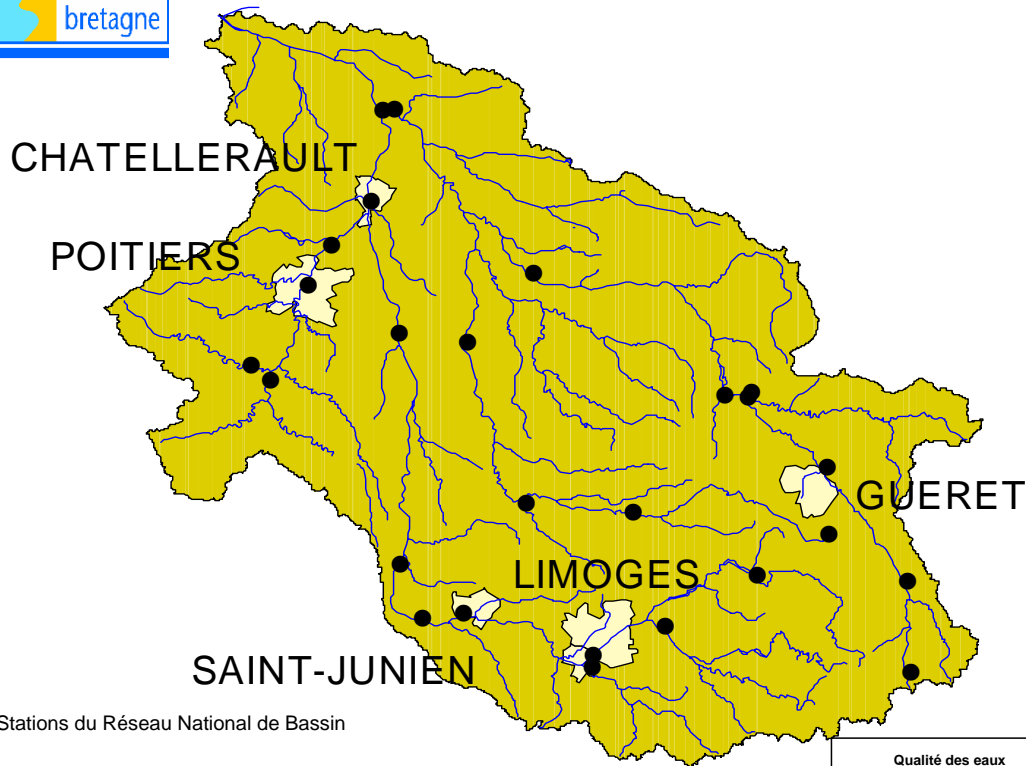 bretagne
CHATELLERAULT
POITIERS
GUERET
LIMOGES
SAINT-JUNIEN
Stations du Réseau National de Bassin
Qualité des eaux